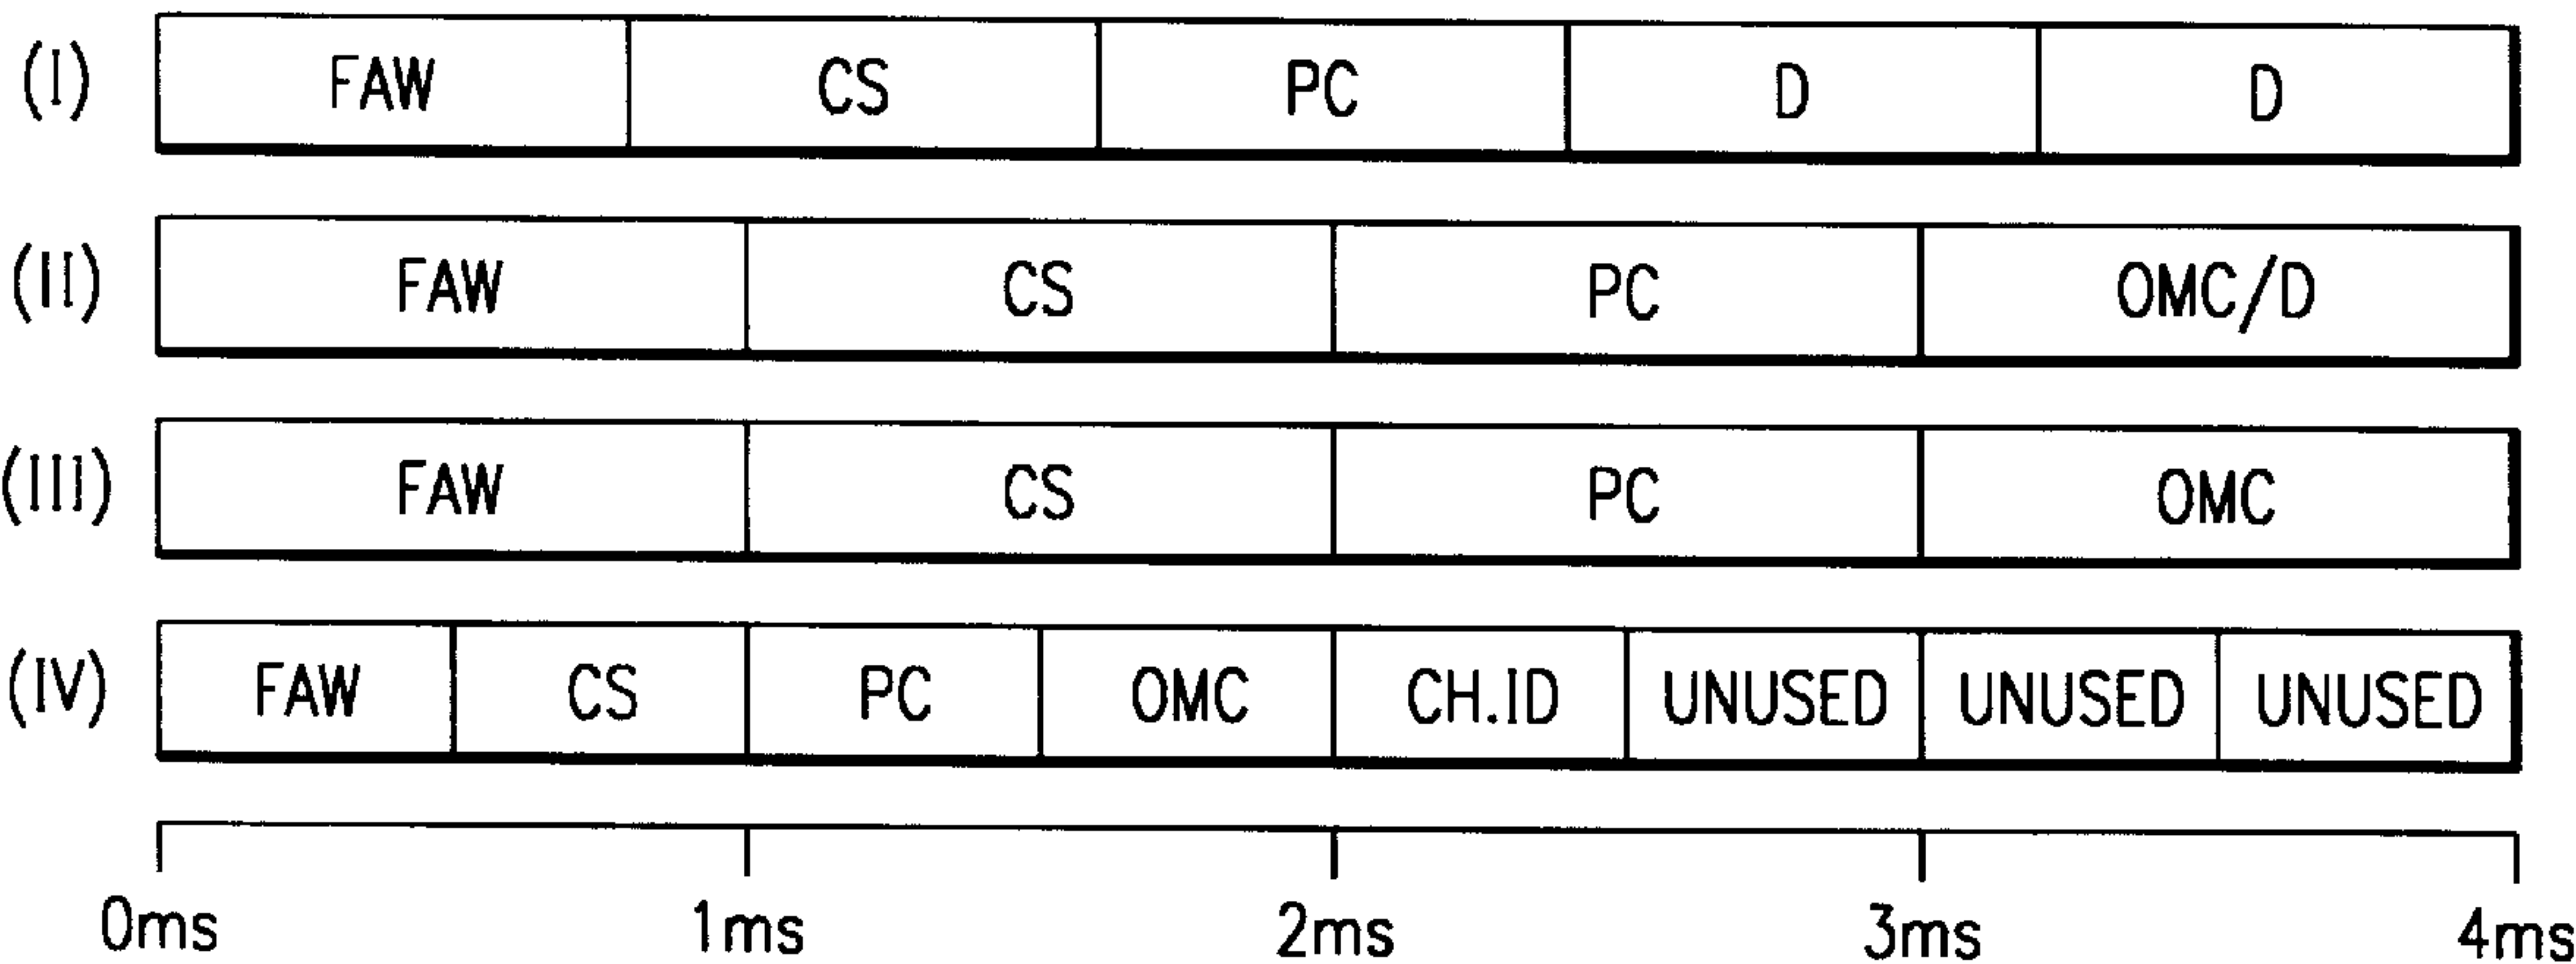 (I) FAW CS PC D D
(II) FAW CS PC OMC/D
(III) FAW CS PC OMC
(IV) FAW CS PC OMC CH.ID UNUSED UNUSED UNUSED
0ms 1ms 2ms 3ms 4ms